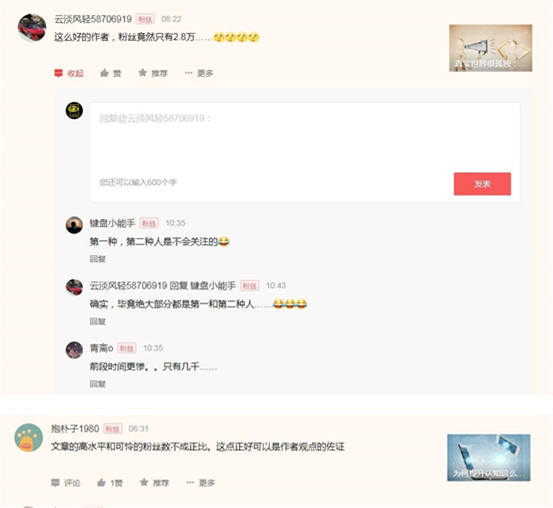 云淡风轻58706919 粉丝 08:22
这么好的作者，粉丝竟然只有2.8万……
真实世界很孤独：...
收起 赞 推荐 ··· 更多
回复@云淡风轻58706919：
您还可以输入600个字
发表
键盘小能手 粉丝 10:35
第一种，第二种人是不会关注的😂
回复
云淡风轻58706919 回复 键盘小能手 粉丝 10:43
确实，毕竟绝大部分都是第一和第二种人……😂😂😂
回复
青离o 粉丝 10:35
前段时间更惨。。只有几千……
回复
抱朴子1980 粉丝 06:31
文章的高水平和可怜的粉丝数不成正比。这点正好可以是作者观点的佐证
为何提升认知这么...
评论 1赞 推荐 ··· 更多